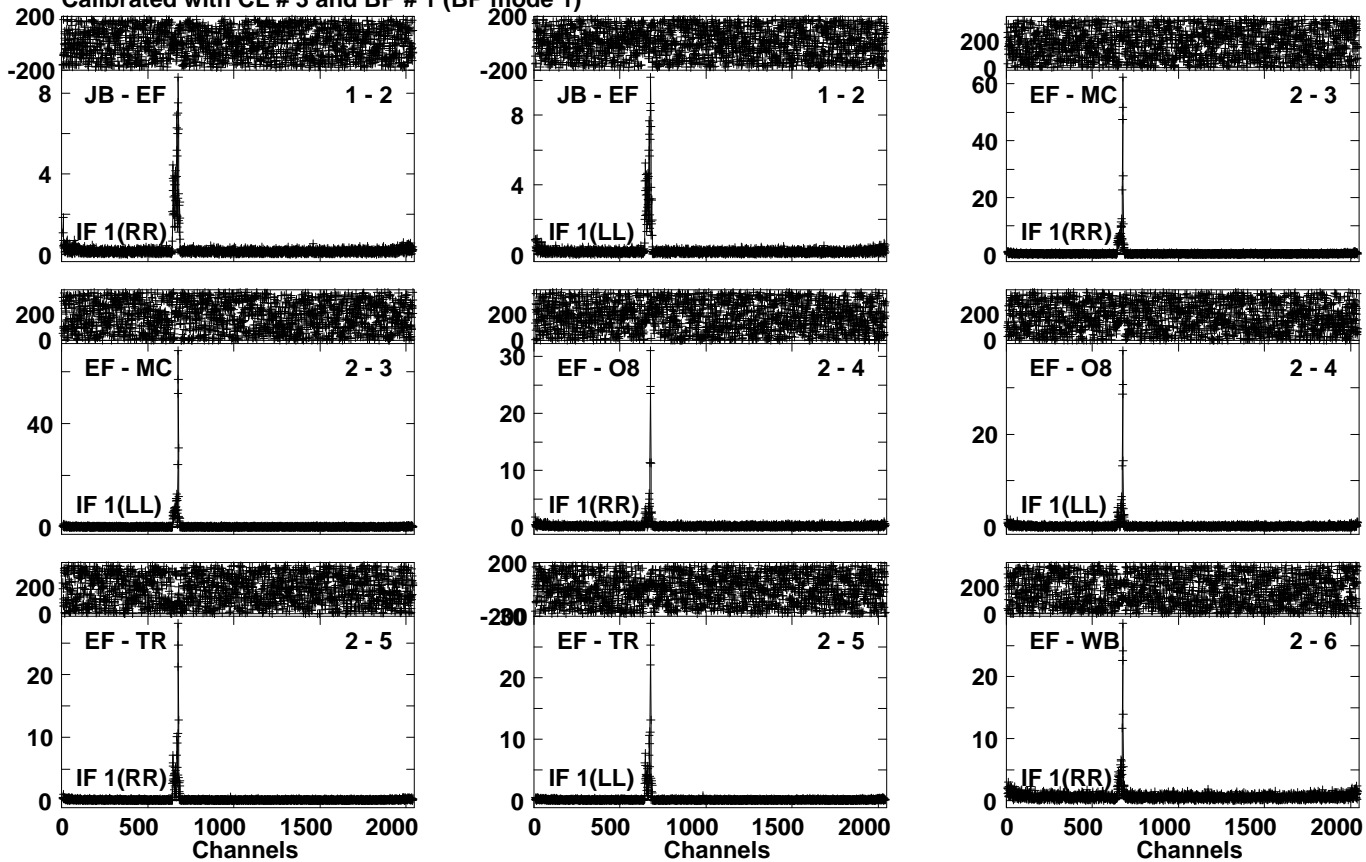 Calibrated with CL # 3 and BP # 1 (BP mode 1)
200
-200
8
4
0
JB - EF 1 - 2
IF 1(RR)
200
-200
8
4
0
JB - EF 1 - 2
IF 1(LL)
200
0
60
40
20
0
EF - MC 2 - 3
IF 1(RR)
200
0
40
0
EF - MC 2 - 3
IF 1(LL)
200
0
30
20
10
0
EF - O8 2 - 4
IF 1(RR)
200
0
20
0
EF - O8 2 - 4
IF 1(LL)
200
0
20
10
0
EF - TR 2 - 5
IF 1(RR)
0 500 1000 1500 2000
Channels
200
-200
30
20
10
0
EF - TR 2 - 5
IF 1(LL)
0 500 1000 1500 2000
Channels
200
0
20
10
0
EF - WB 2 - 6
IF 1(RR)
0 500 1000 1500 2000
Channels